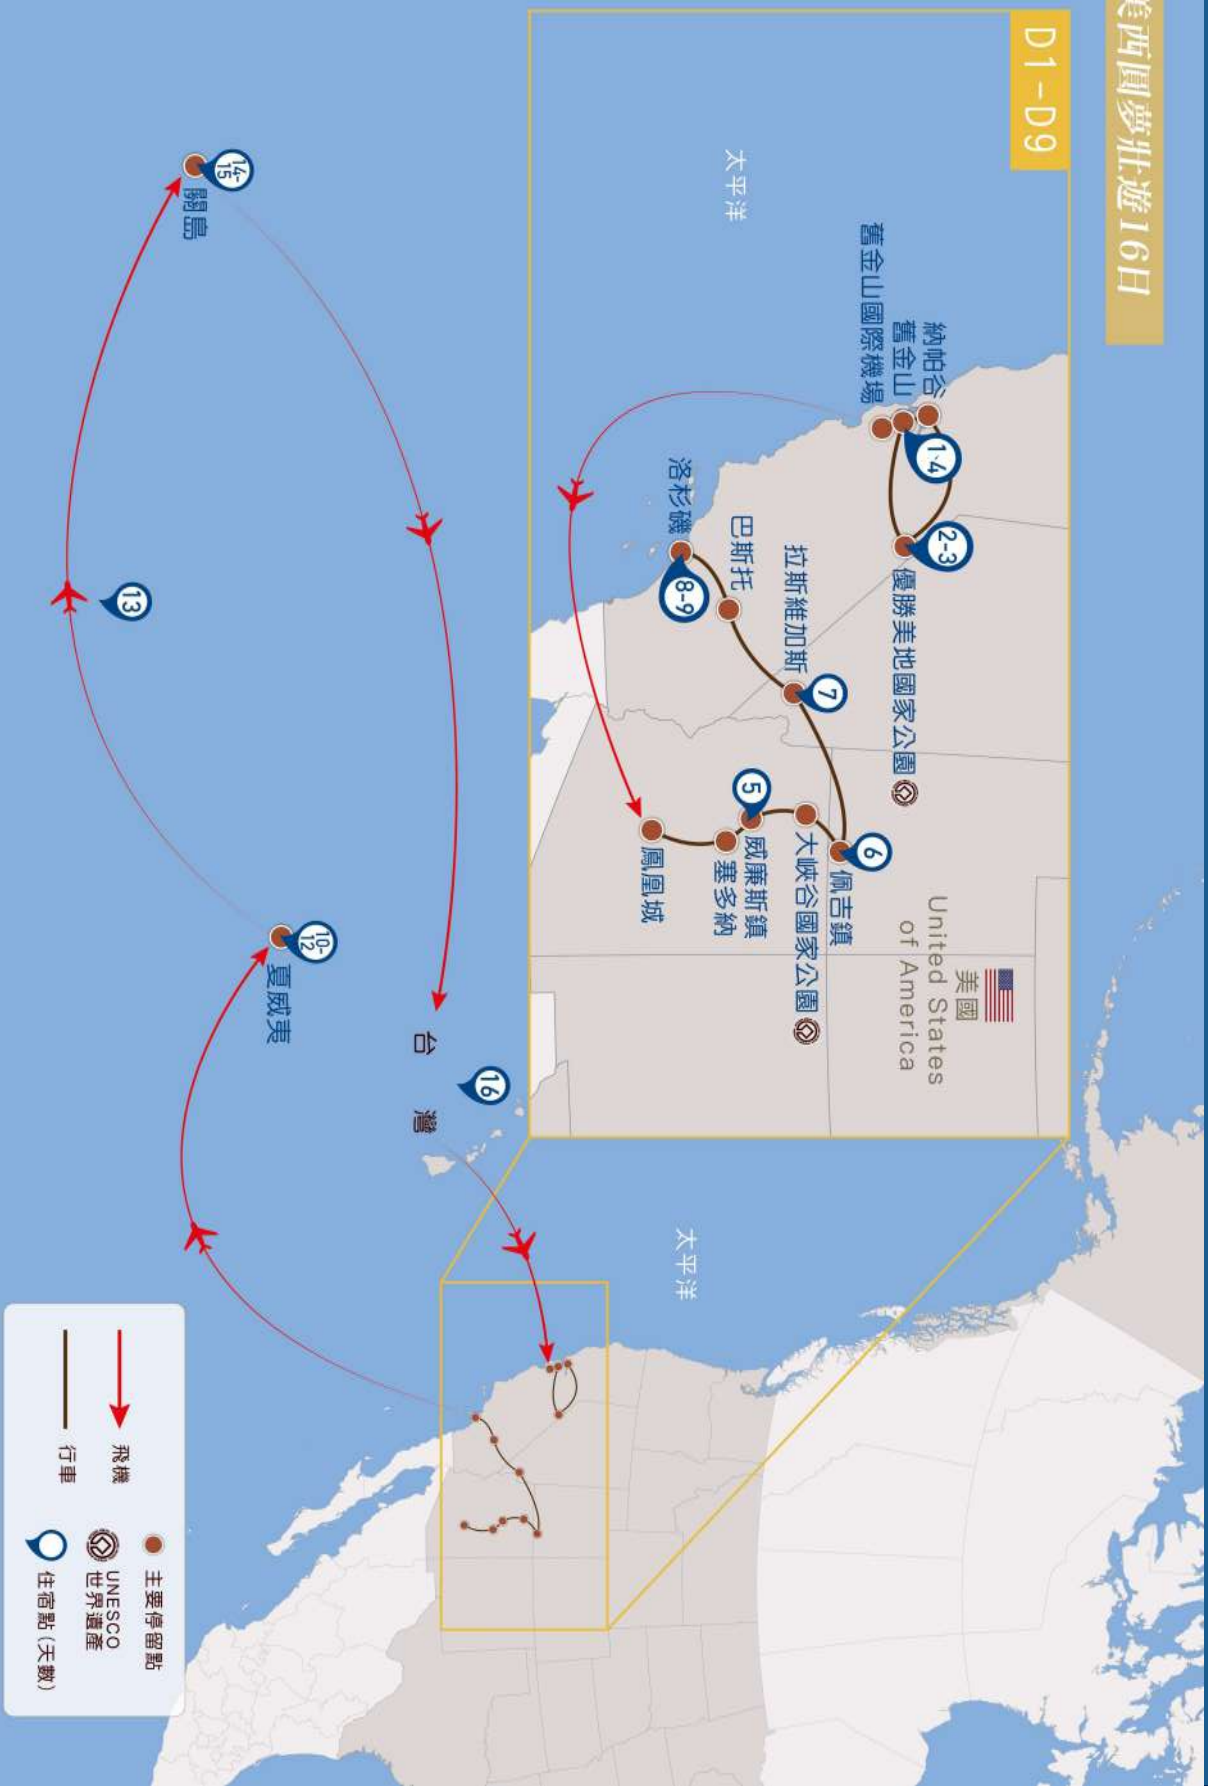 美西圓夢壯遊16日
D1-D9
太平洋
納帕谷
舊金山
舊金山國際機場
1、4
2-3
優勝美地國家公園
洛杉磯
8-9
巴斯托
拉斯維加斯
7
6
佩吉鎮
大峽谷國家公園
5
威廉斯鎮
塞多納
鳳凰城
美國
United States
of America
太平洋
14-
15
關島
13
10-
12
夏威夷
16
台灣
飛機
行車
主要停留點
UNESCO
世界遺產
住宿點(天數)